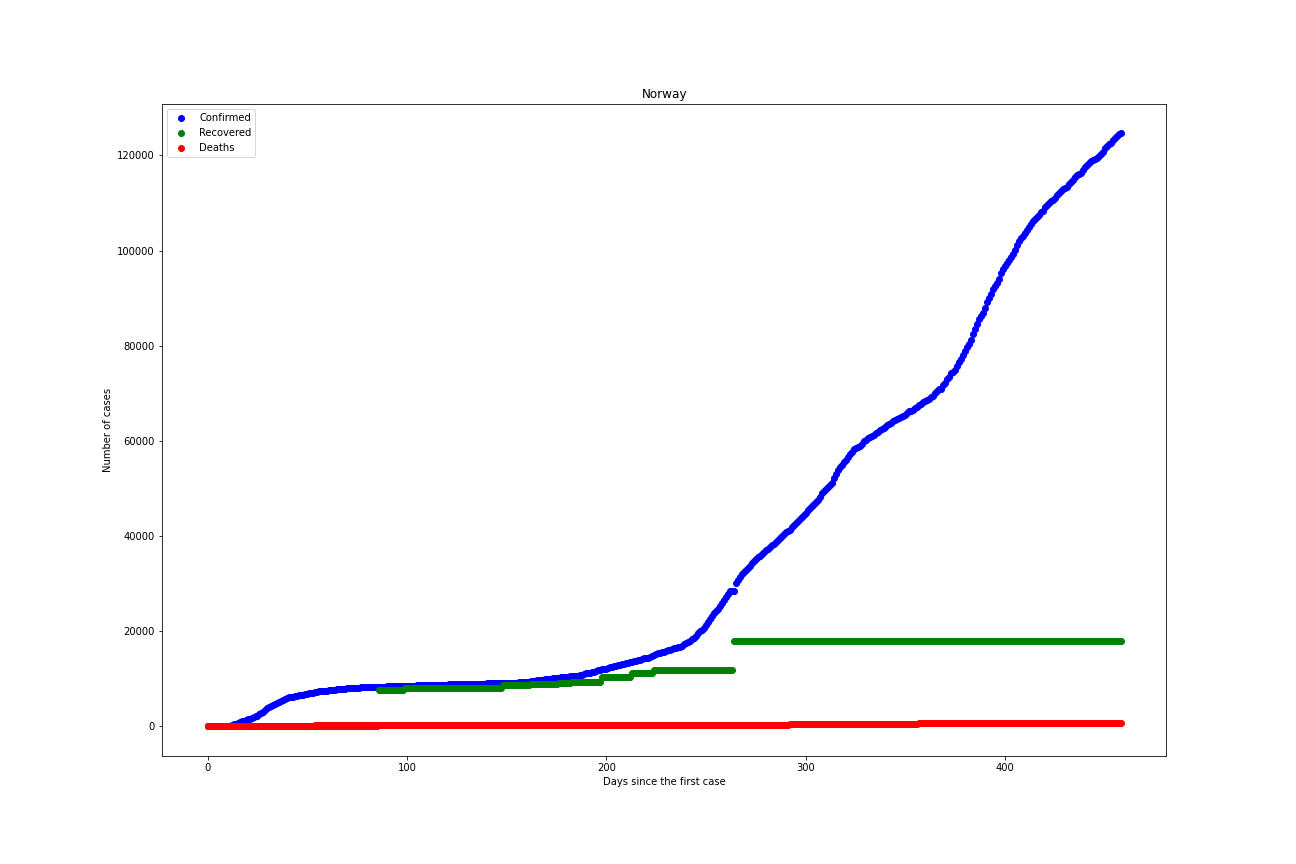 Norway
Confirmed
Recovered
Deaths
120000
100000
80000
60000
40000
20000
0
Number of cases
0 100 200 300 400
Days since the first case